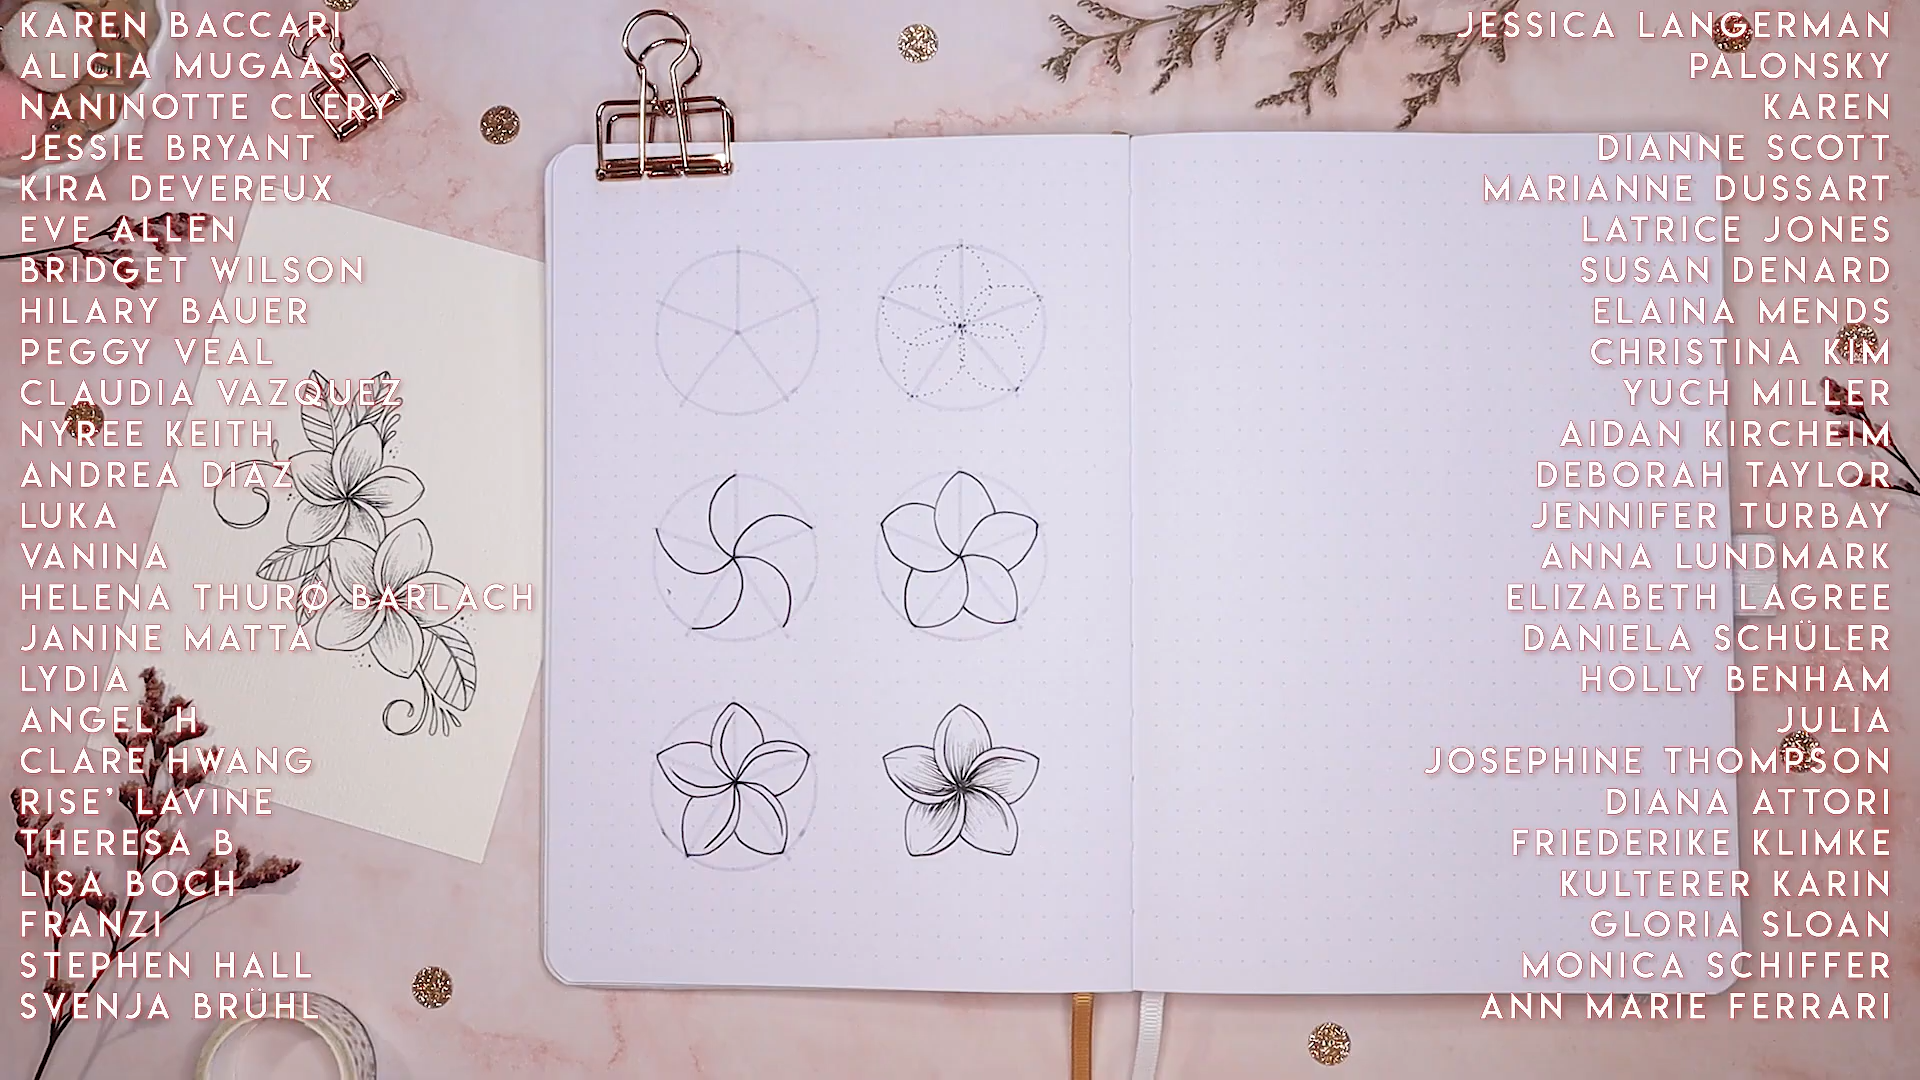 KAREN BACCARI
ALICIA MUGAAS
NANINOTTE CLERY
JESSIE BRYANT
KIRA DEVEREUX
EVE ALLEN
BRIDGET WILSON
HILARY BAUER
PEGGY VEAL
CLAUDIA VAZQUEZ
NYREE KEITH
ANDREA DIAZ
LUKA
VANINA
HELENA THURØ BARLACH
JANINE MATTA
LYDIA
ANGEL H
CLARE HWANG
RISE' LAVINE
THERESA B
LISA BOCH
FRANZI
STEPHEN HALL
SVENJA BRÜHL
JESSICA LANGERMAN
PALONSKY
KAREN
DIANNE SCOTT
MARIANNE DUSSART
LATRICE JONES
SUSAN DENARD
ELAINA MENDS
CHRISTINA KIM
YUCH MILLER
AIDAN KIRCHEIM
DEBORAH TAYLOR
JENNIFER TURBAY
ANNA LUNDMARK
ELIZABETH LAGREE
DANIELA SCHÜLER
HOLLY BENHAM
JULIA
JOSEPHINE THOMPSON
DIANA ATTORI
FRIEDERIKE KLIMKE
KULTERER KARIN
GLORIA SLOAN
MONICA SCHIFFER
ANN MARIE FERRARI